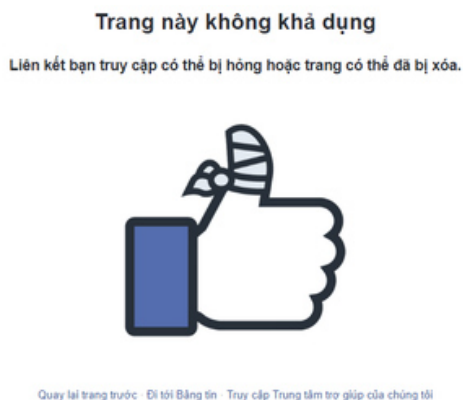 Trang này không khả dụng
Liên kết bạn truy cập có thể bị hỏng hoặc trang có thể đã bị xóa.
Quay lại trang trước · Đi tới Bảng tin · Truy cập Trung tâm trợ giúp của chúng tôi